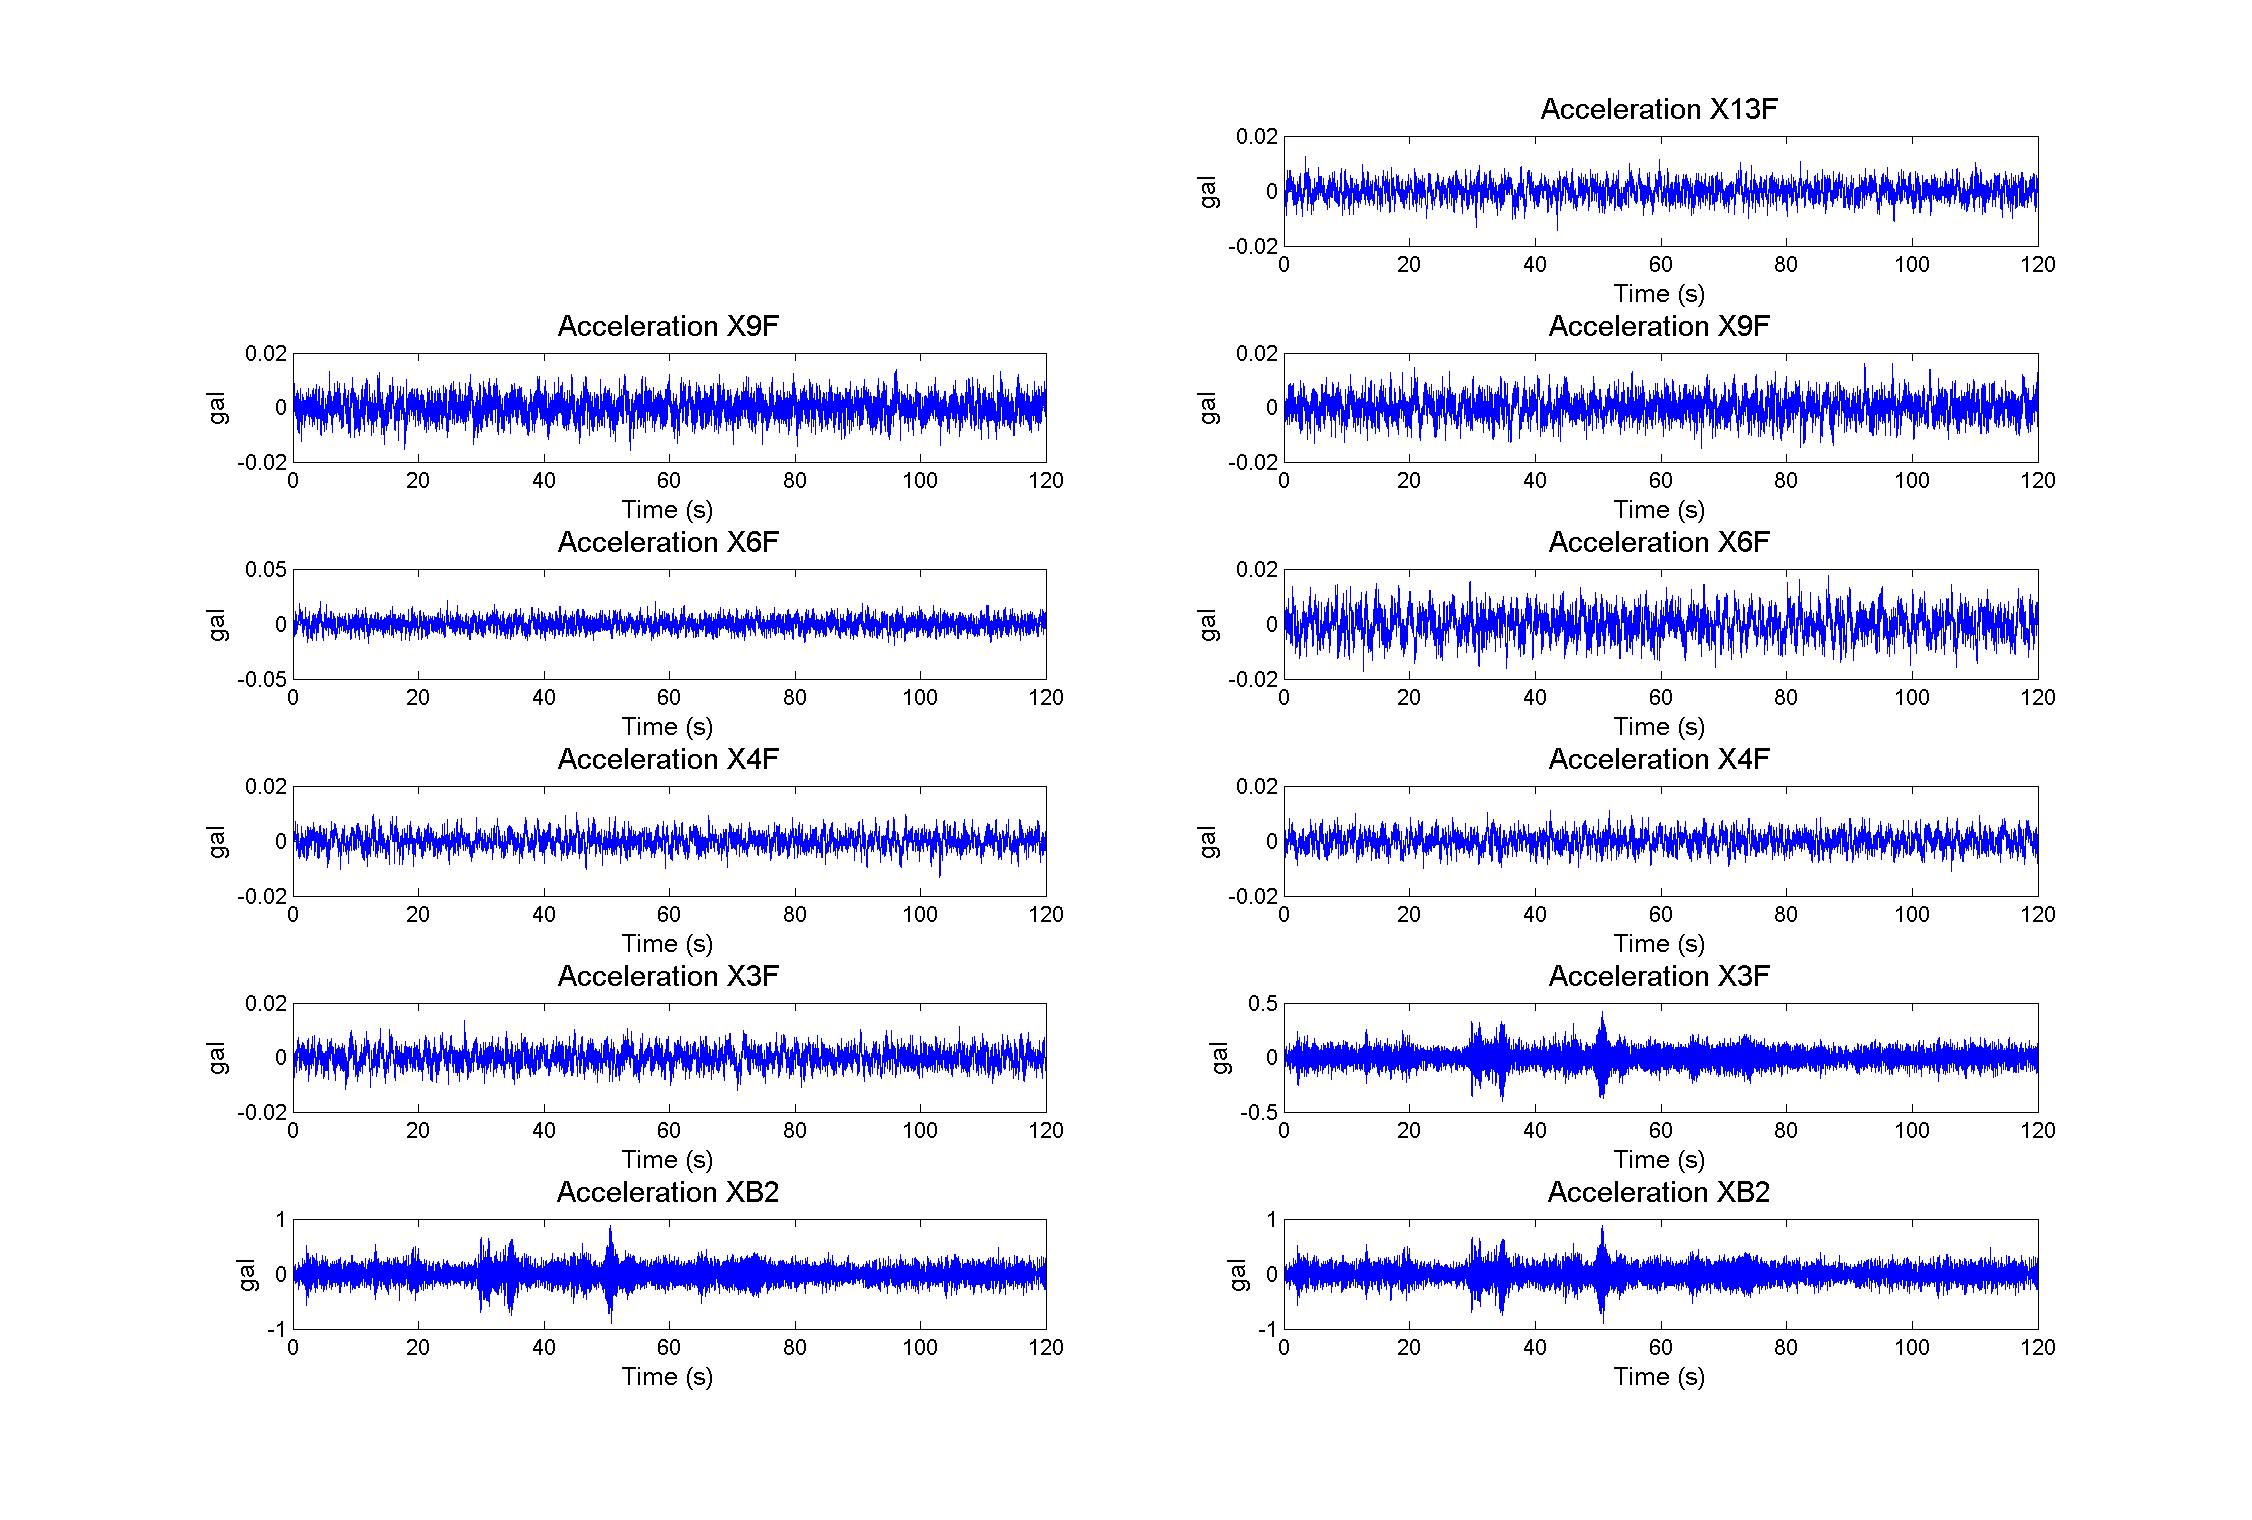 Acceleration X13F
0.02
0
-0.02
gal
0 20 40 60 80 100 120
Time (s)
Acceleration X9F
0.02
0
-0.02
gal
0 20 40 60 80 100 120
Time (s)
Acceleration X9F
0.02
0
-0.02
gal
0 20 40 60 80 100 120
Time (s)
Acceleration X6F
0.05
0
-0.05
gal
0 20 40 60 80 100 120
Time (s)
Acceleration X6F
0.02
0
-0.02
gal
0 20 40 60 80 100 120
Time (s)
Acceleration X4F
0.02
0
-0.02
gal
0 20 40 60 80 100 120
Time (s)
Acceleration X4F
0.02
0
-0.02
gal
0 20 40 60 80 100 120
Time (s)
Acceleration X3F
0.02
0
-0.02
gal
0 20 40 60 80 100 120
Time (s)
Acceleration X3F
0.5
0
-0.5
gal
0 20 40 60 80 100 120
Time (s)
Acceleration XB2
1
0
-1
gal
0 20 40 60 80 100 120
Time (s)
Acceleration XB2
1
0
-1
gal
0 20 40 60 80 100 120
Time (s)